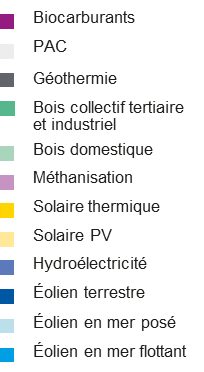 Biocarburants
PAC
Géothermie
Bois collectif tertiaire
et industriel
Bois domestique
Méthanisation
Solaire thermique
Solaire PV
Hydroélectricité
Éolien terrestre
Éolien en mer posé
Éolien en mer flottant